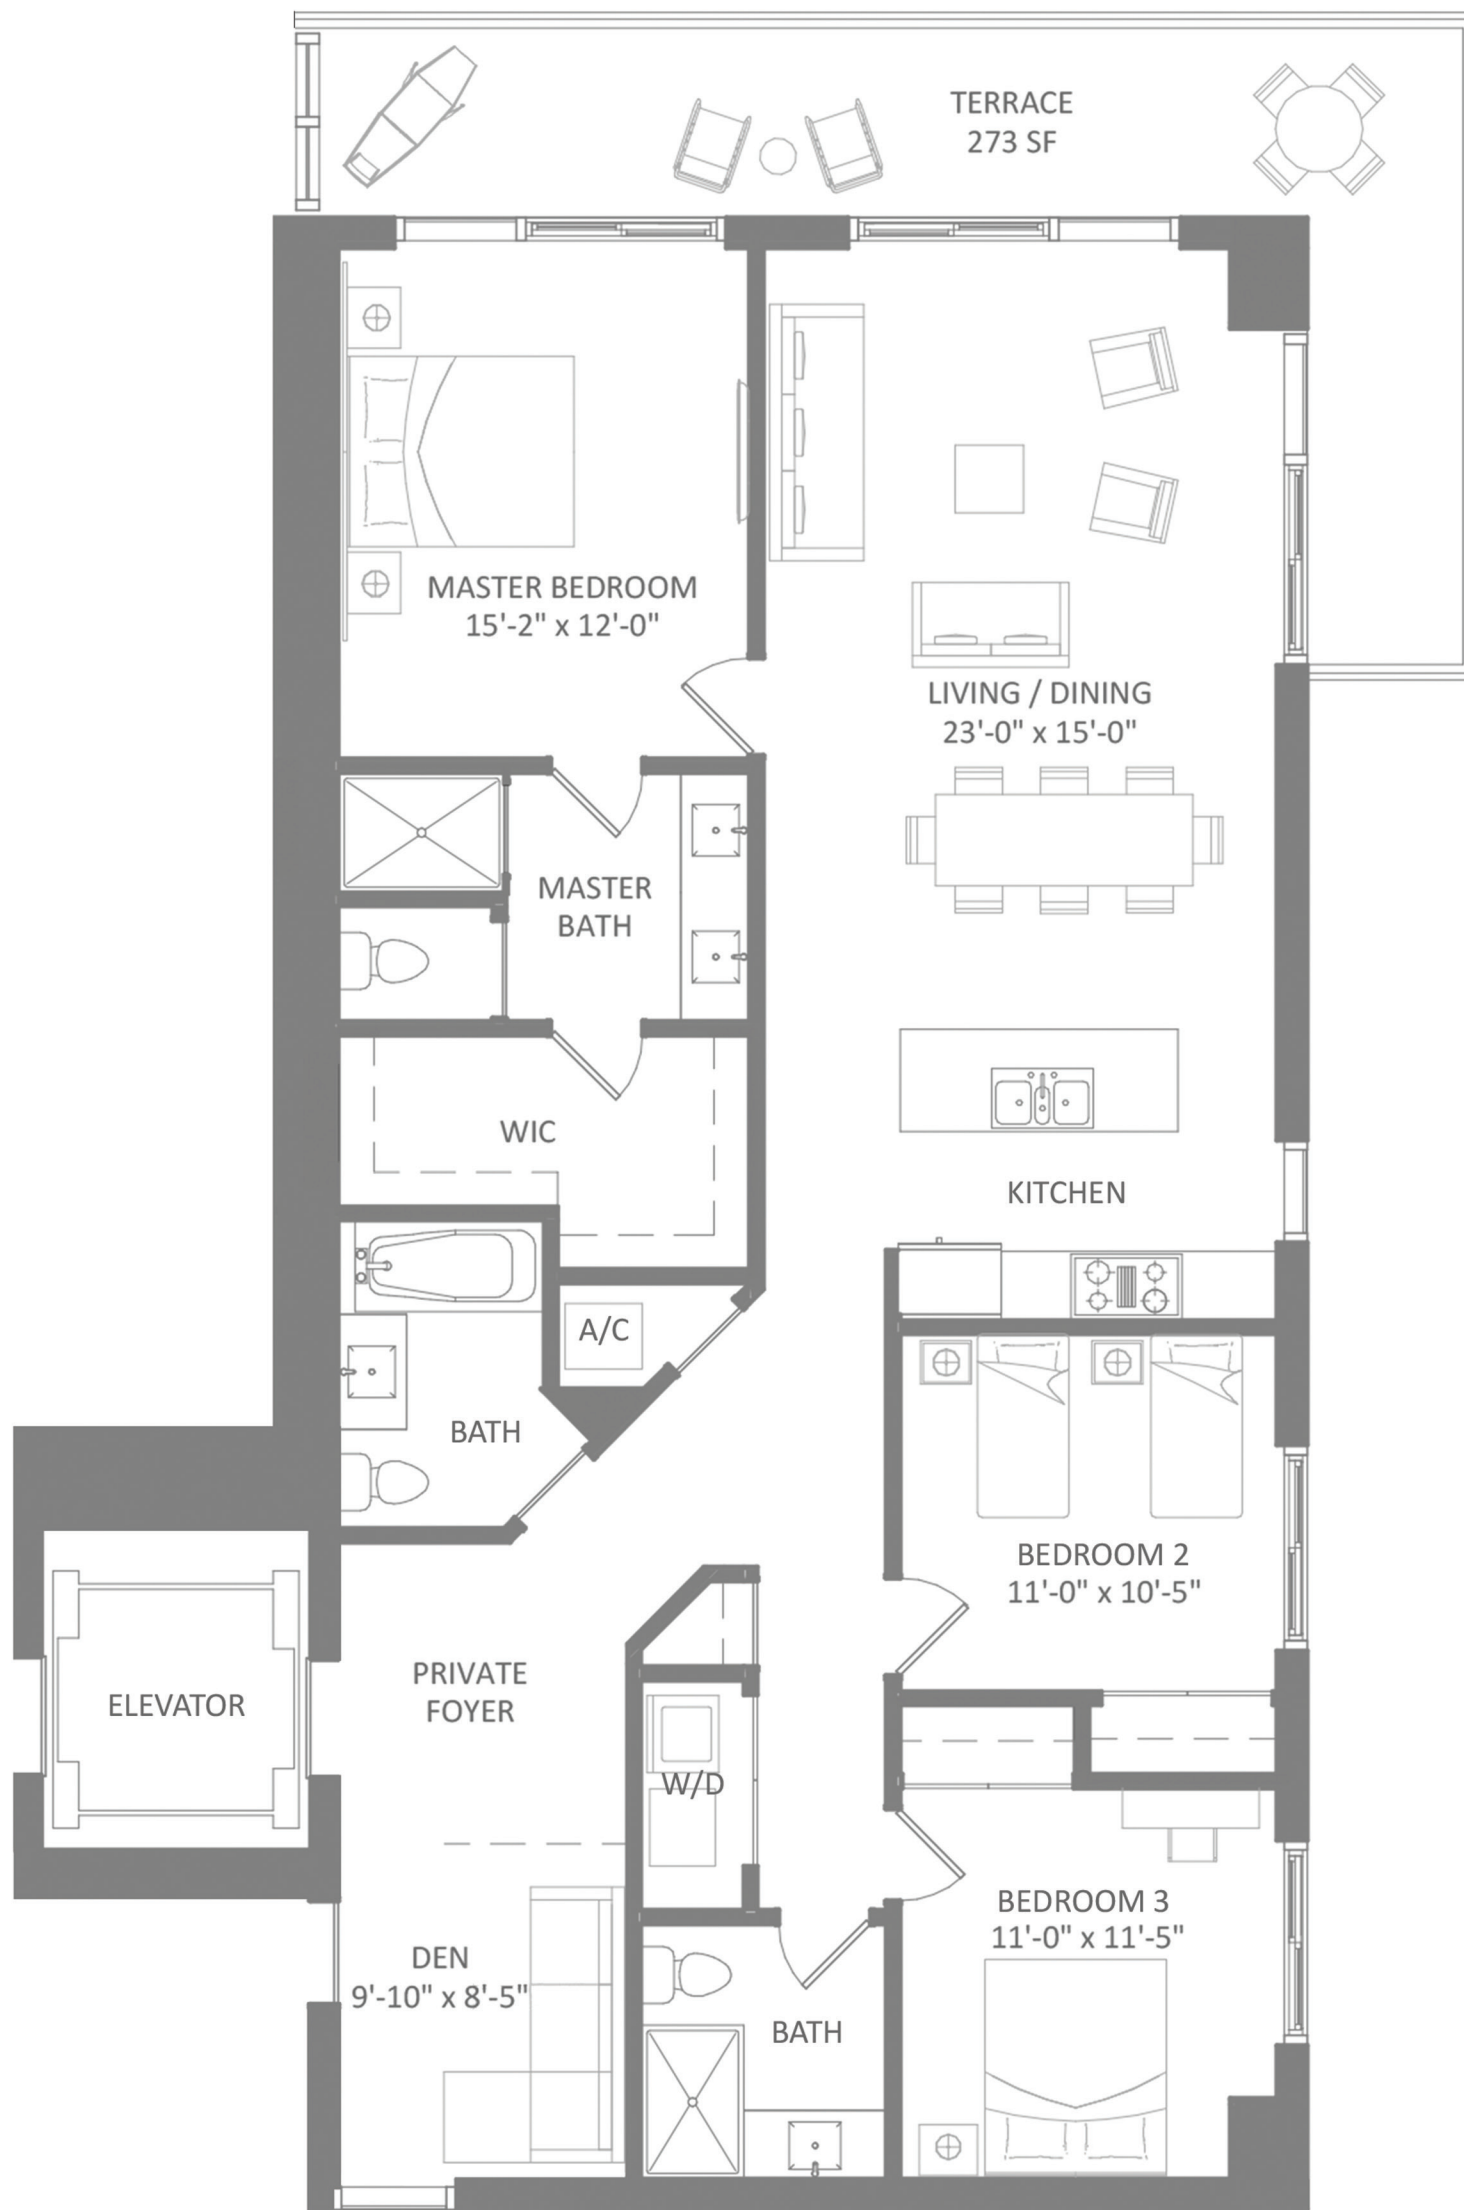 TERRACE
273 SF
MASTER BEDROOM
15'-2" x 12'-0"
LIVING / DINING
23'-0" x 15'-0"
MASTER
BATH
WIC
KITCHEN
A/C
BATH
BEDROOM 2
11'-0" x 10'-5"
PRIVATE
FOYER
ELEVATOR
W/D
BEDROOM 3
11'-0" x 11'-5"
DEN
9'-10" x 8'-5"
BATH